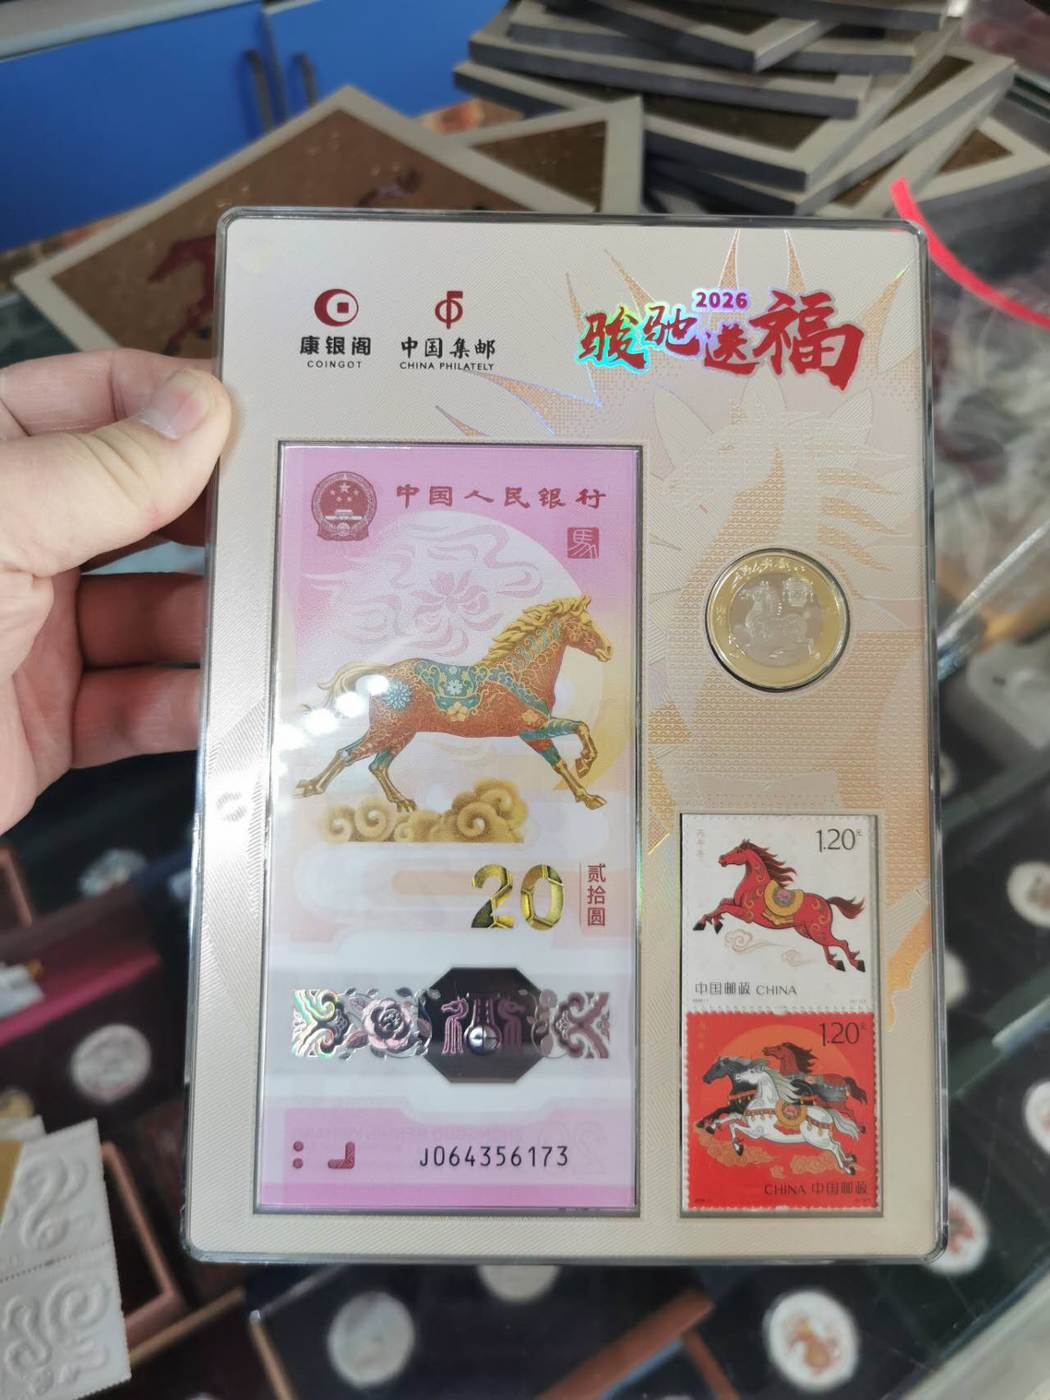 康银阁
COINGOT
中国集邮
CHINA PHILATELY
2026
骏驰送福
中国人民银行
馬
20
贰拾圆
J064356173
1.20元
中国邮政 CHINA
1.20元
CHINA 中国邮政